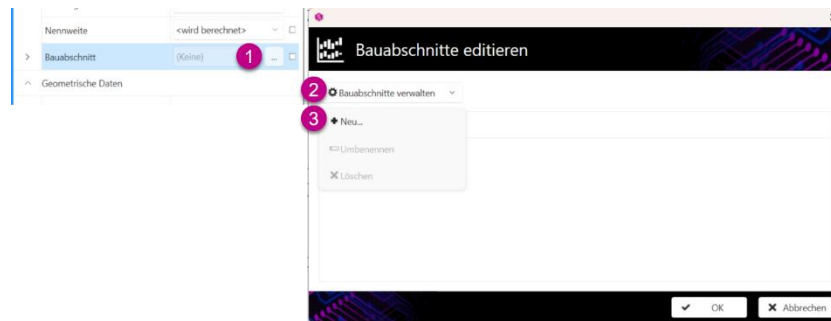 Nennweite <wird berechnet>
Bauabschnitt (Keine) 1 ...
Geometrische Daten
Bauabschnitte editieren
2 Bauabschnitte verwalten
3 Neu...
Umbenennen
Löschen
OK Abbrechen